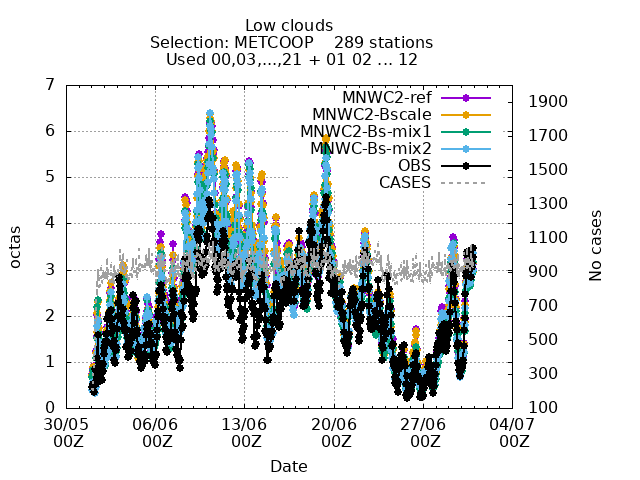 Low clouds
Selection: METCOOP    289 stations
Used 00,03,...,21 + 01 02 ... 12
MNWC2-ref
MNWC2-Bscale
MNWC2-Bs-mix1
MNWC-Bs-mix2
OBS
CASES
7
6
5
4
3
2
1
0
octas
1900
1700
1500
1300
1100
900
700
500
300
100
No cases
30/05 06/06 13/06 20/06 27/06 04/07
00Z 00Z 00Z 00Z 00Z 00Z
Date